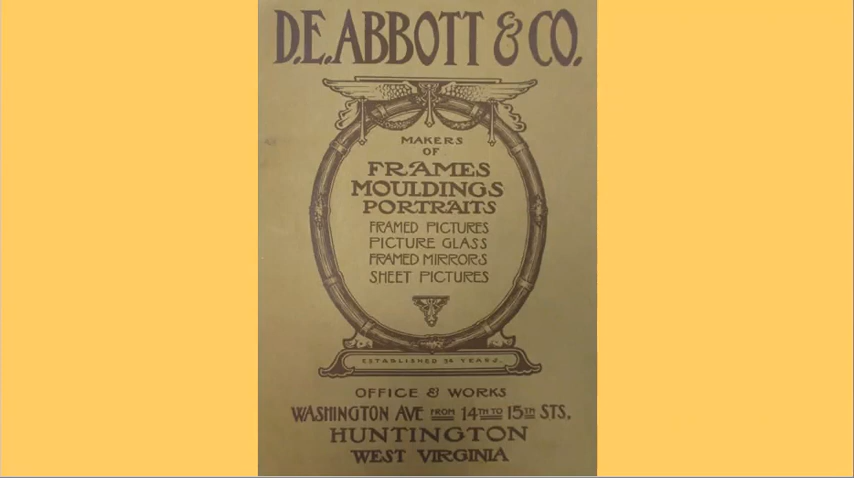 D.E. ABBOTT & CO.
MAKERS
OF
FRAMES
MOULDINGS
PORTRAITS
FRAMED PICTURES
PICTURE GLASS
FRAMED MIRRORS
SHEET PICTURES
ESTABLISHED 26 YEARS.
OFFICE & WORKS
WASHINGTON AVE FROM 14TH TO 15TH STS.
HUNTINGTON
WEST VIRGINIA